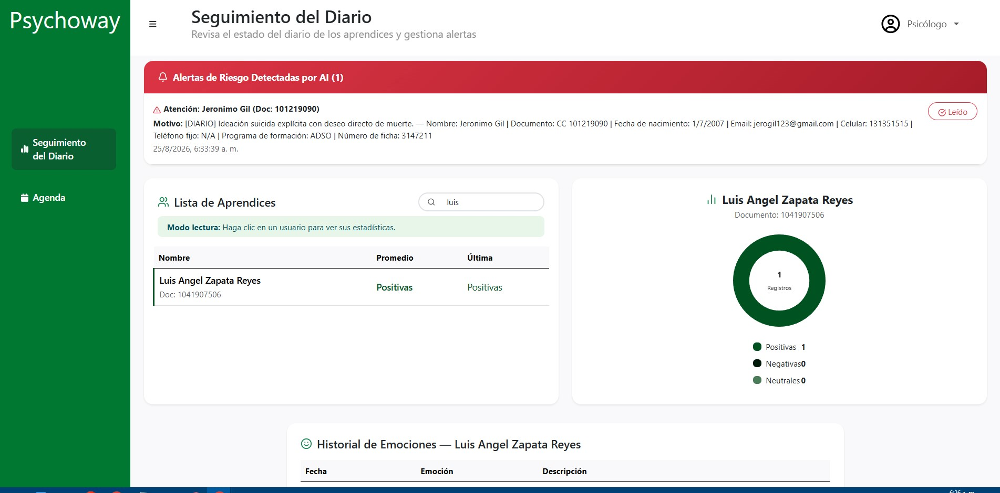 Psychoway
Seguimiento del Diario
Revisa el estado del diario de los aprendices y gestiona alertas
Psicólogo
Seguimiento
del Diario
Agenda
Alertas de Riesgo Detectadas por AI (1)
Atención: Jeronimo Gil (Doc: 101219090)
Leído
Motivo: [DIARIO] Ideación suicida explícita con deseo directo de muerte. — Nombre: Jeronimo Gil | Documento: CC 101219090 | Fecha de nacimiento: 1/7/2007 | Email: jerogil123@gmail.com | Celular: 131351515 |
Teléfono fijo: N/A | Programa de formación: ADSO | Número de ficha: 3147211
25/8/2026, 6:33:39 a. m.
Lista de Aprendices
luis
Modo lectura: Haga clic en un usuario para ver sus estadísticas.
Nombre Promedio Última
Luis Angel Zapata Reyes
Doc: 1041907506
Positivas Positivas
Luis Angel Zapata Reyes
Documento: 1041907506
1
Registros
Positivas 1
Negativas 0
Neutrales 0
Historial de Emociones — Luis Angel Zapata Reyes
Fecha Emoción Descripción